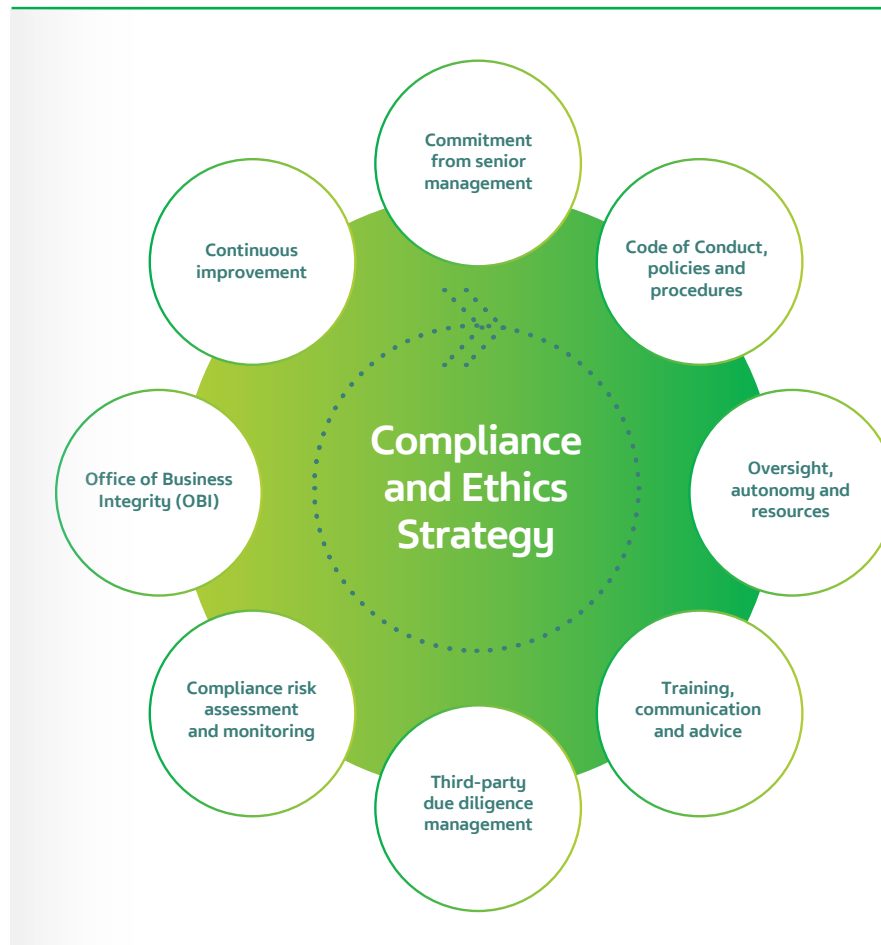 Commitment
from senior
management
Code of Conduct,
policies and
procedures
Oversight,
autonomy and
resources
Training,
communication
and advice
Third-party
due diligence
management
Compliance risk
assessment
and monitoring
Office of Business
Integrity (OBI)
Continuous
improvement
Compliance
and Ethics
Strategy